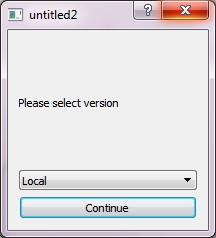 untitled2
?
Please select version
Local
Continue